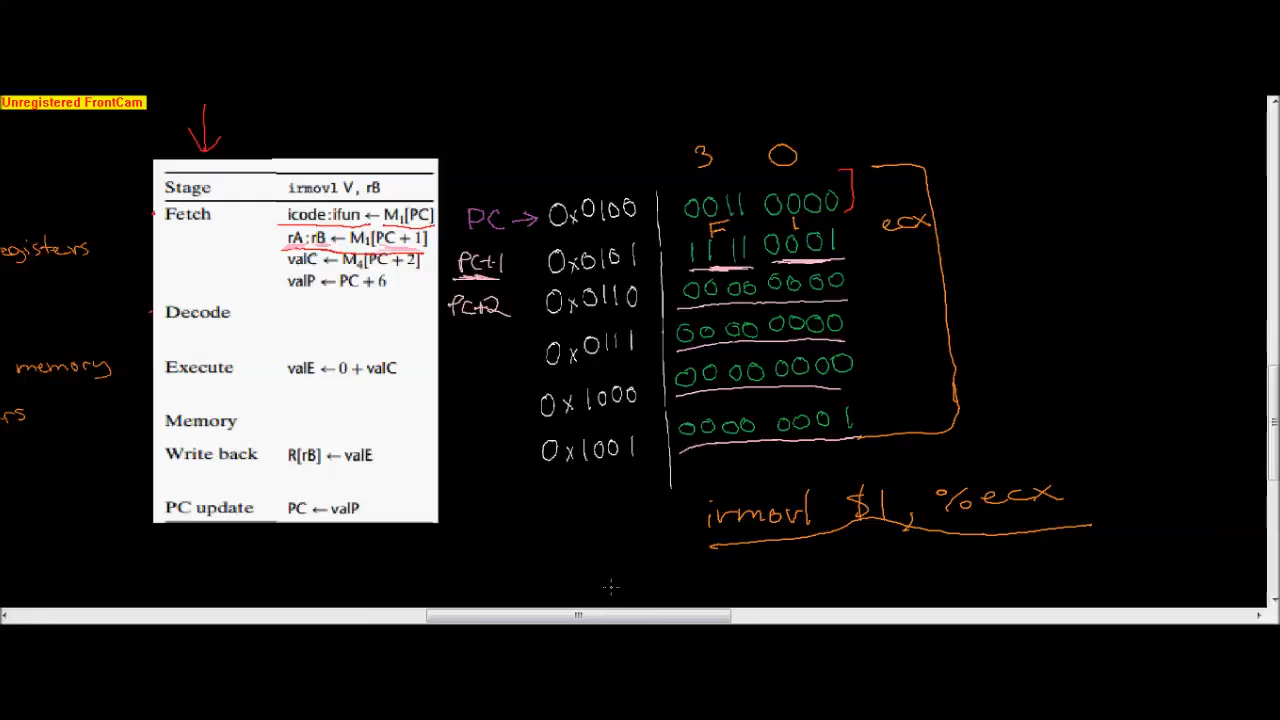 Unregistered FrontCam
3 0
Stage irmovl V, rB
Fetch icode:ifun ← M₁[PC]
rA:rB ← M₁[PC + 1]
valC ← M₄[PC + 2]
valP ← PC + 6
Decode
Execute valE ← 0 + valC
Memory
Write back R[rB] ← valE
PC update PC ← valP
egisters
memory
rs
PC → 0x0100 0011 0000
F 1
ecx
PC+1 0x0101 1111 0001
PC+2 0x0110 0000 0000
0x0111 0000 0000
0x1000 0000 0000
0x1001 0000 0001
irmovl $1, %ecx